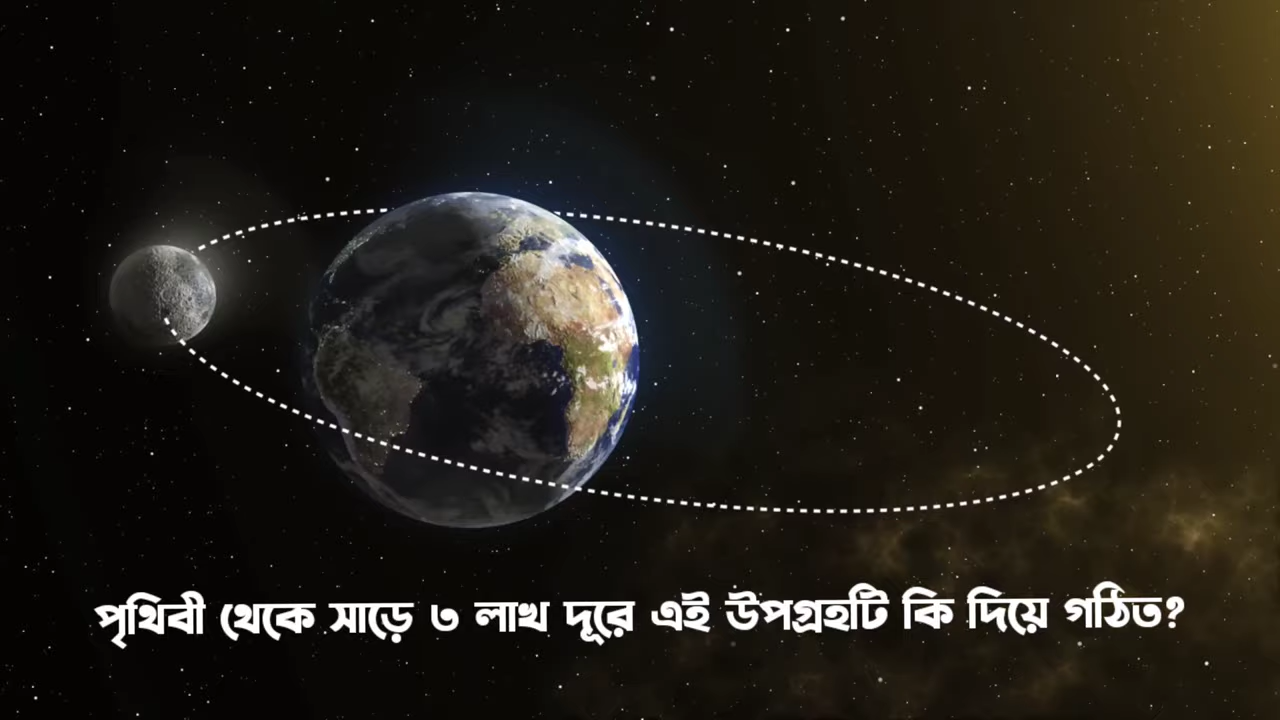 পৃথিবী থেকে সাড়ে ৩ লাখ দূরে এই উপগ্রহটি কি দিয়ে গঠিত?